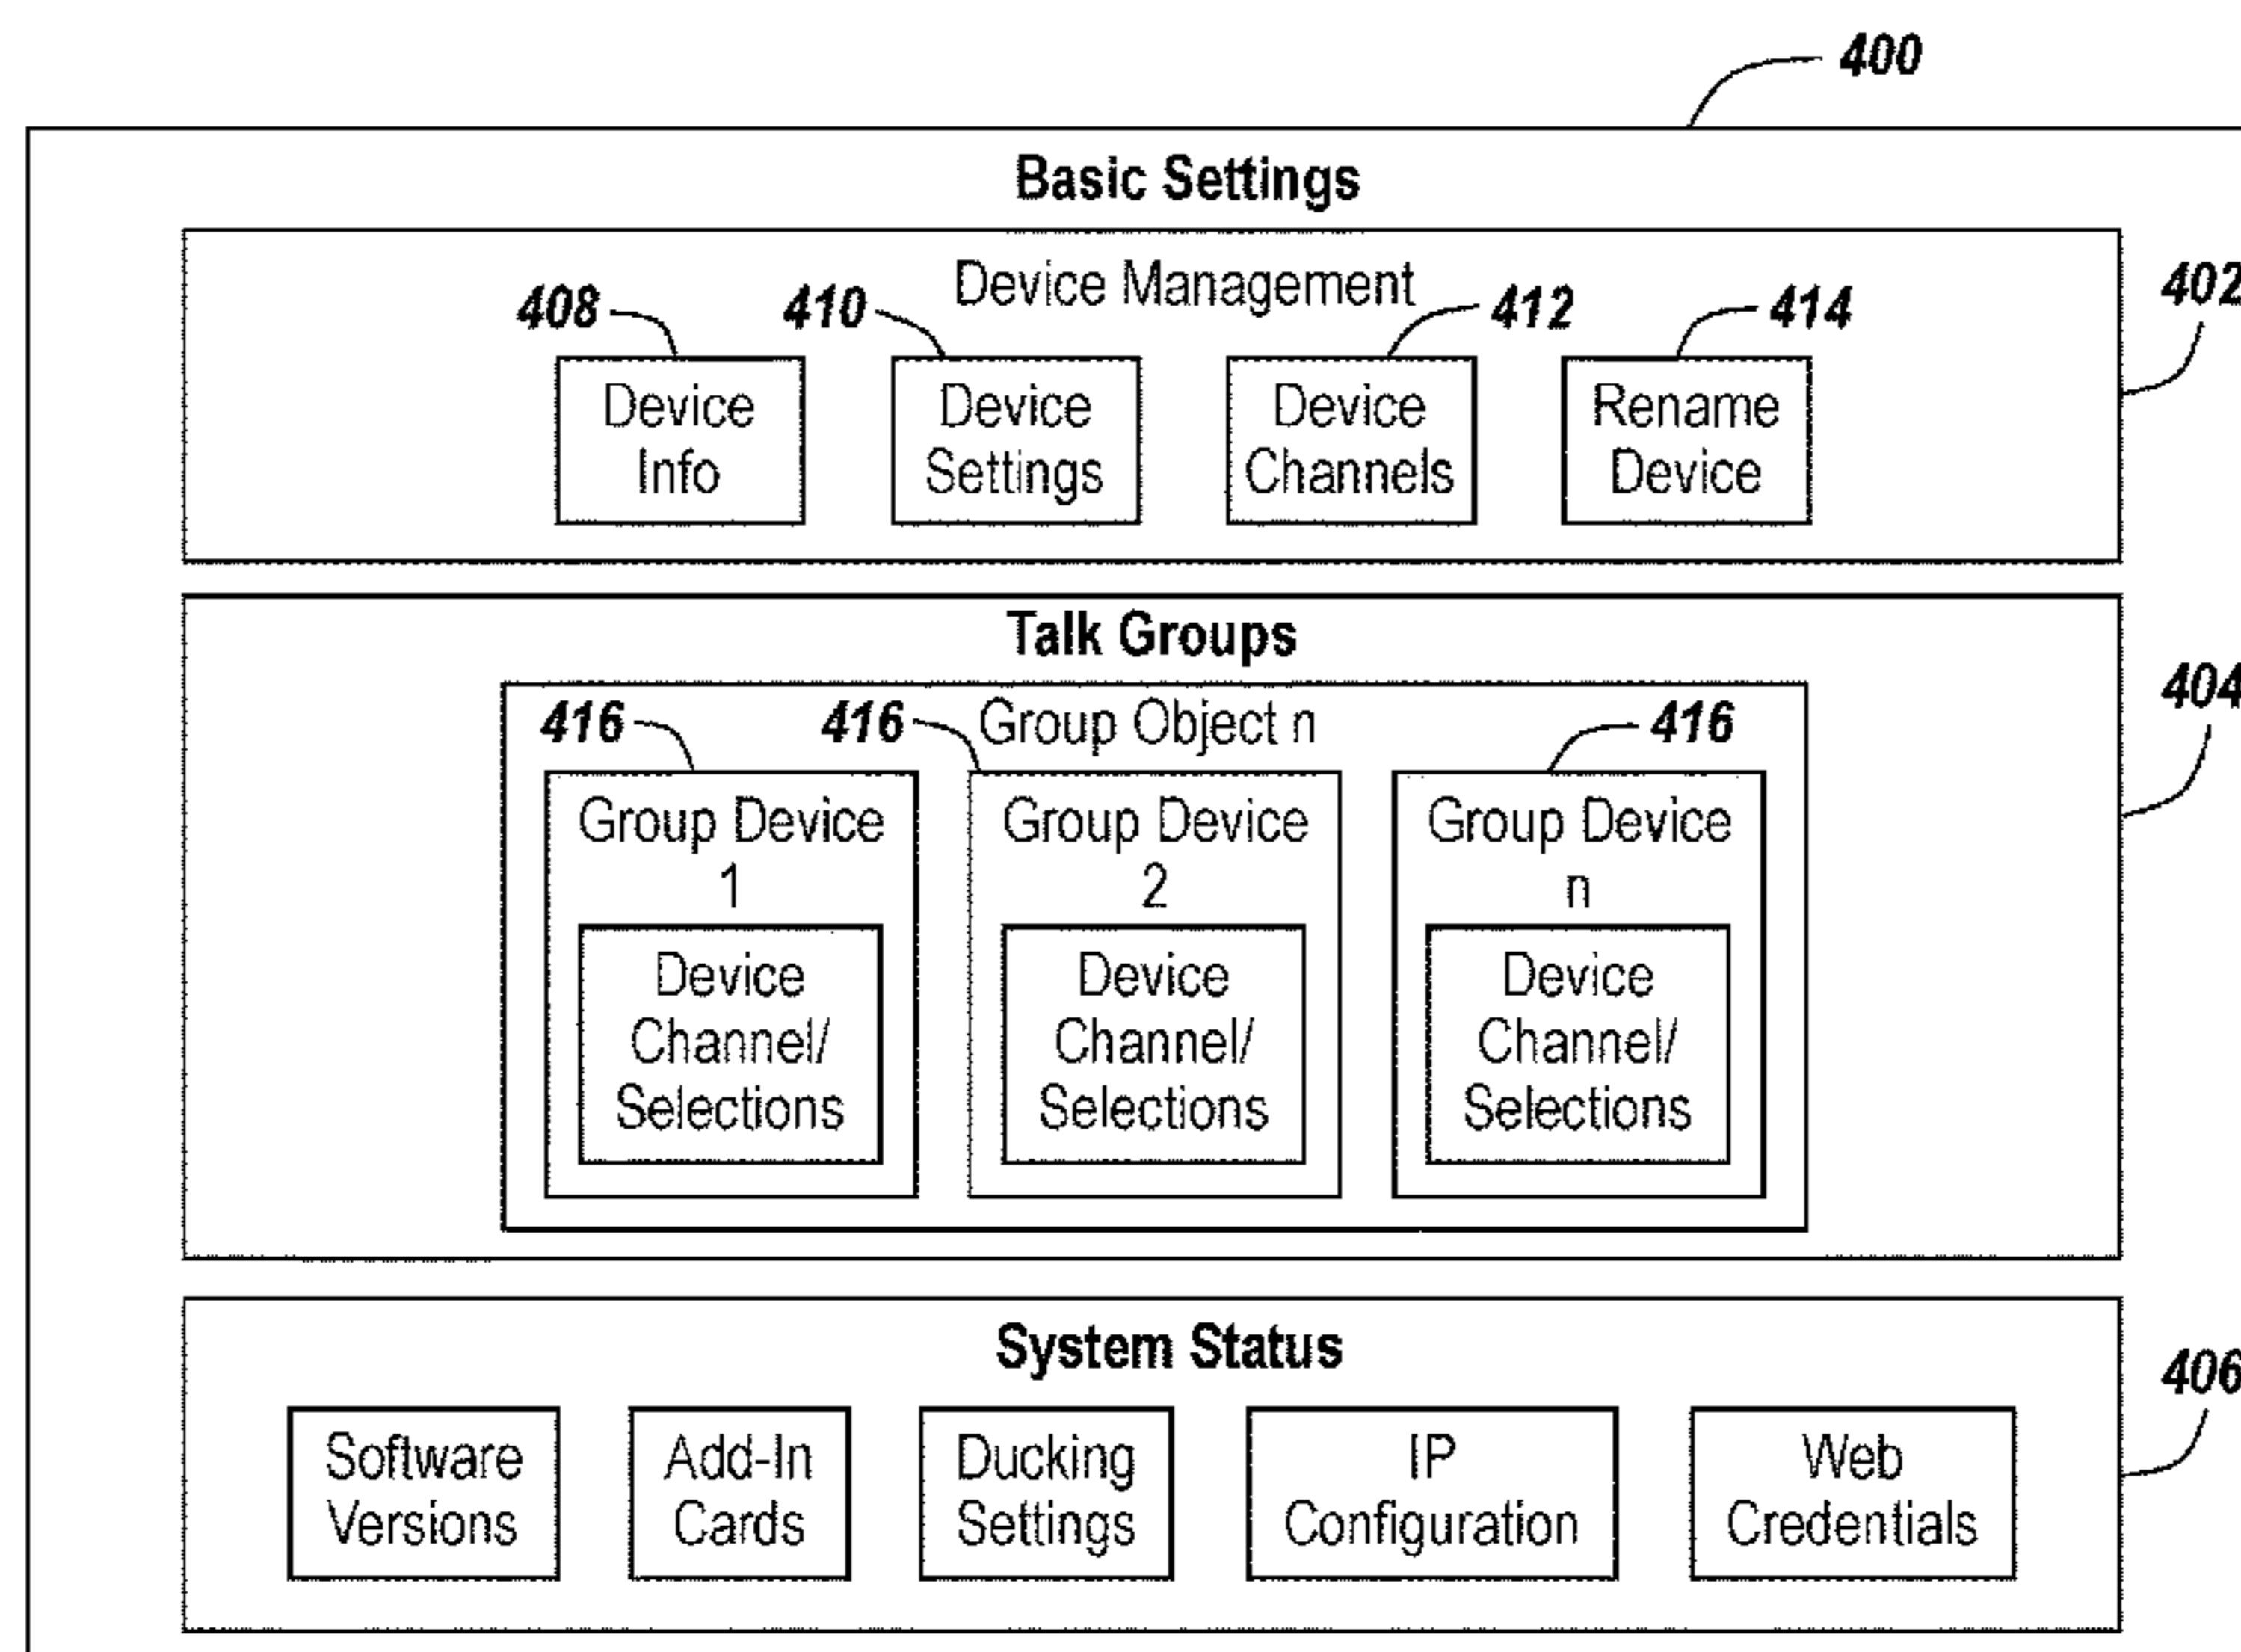 400
Basic Settings
Device Management
402
408
410
412
414
Device
Info
Device
Settings
Device
Channels
Rename
Device
Talk Groups
404
416
416
Group Object n
416
Group Device
1
Device
Channel/
Selections
Group Device
2
Device
Channel/
Selections
Group Device
n
Device
Channel/
Selections
System Status
406
Software
Versions
Add-In
Cards
Ducking
Settings
IP
Configuration
Web
Credentials